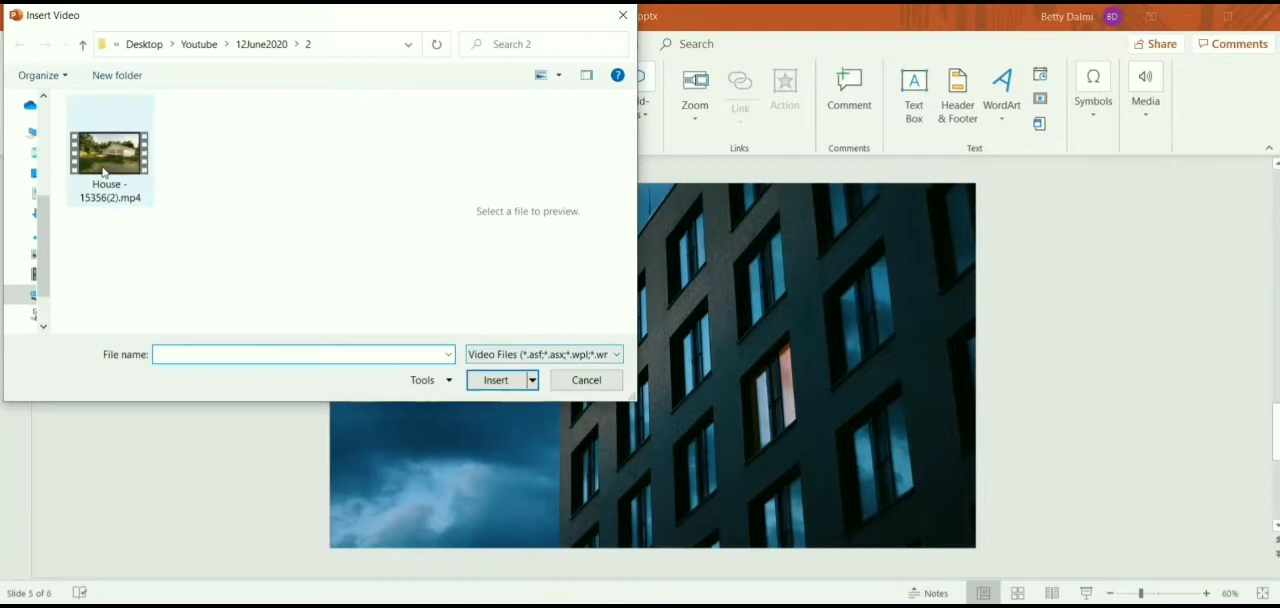 Insert Video
pptx
Betty Dalmi
BD
« Desktop > Youtube > 12June2020 > 2
Search 2
Search
Share
Comments
Organize
New folder
Zoom
Link
Action
Comment
Text
Box
Header
& Footer
WordArt
Symbols
Media
Links
Comments
Text
House -
15356(2).mp4
Select a file to preview.
File name:
Video Files (*.asf;*.asx;*.wpl;*.wr
Tools
Insert
Cancel
Slide 5 of 6
Notes
60%